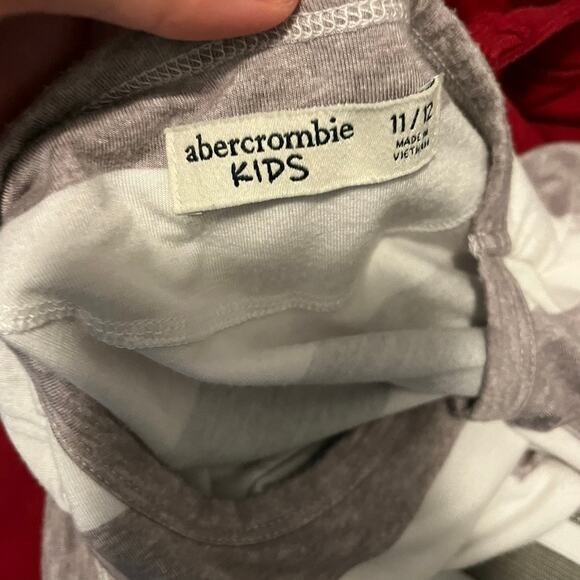 abercrombie
KIDS
11/12
MADE IN
VIETNAM